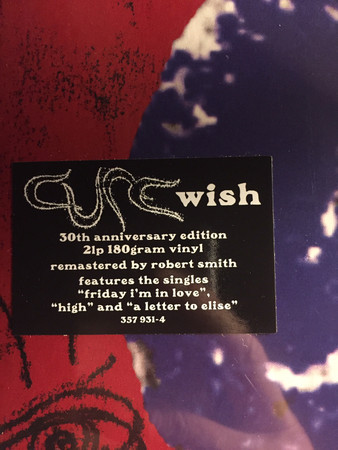 CURE wish
30th anniversary edition
2lp 180gram vinyl
remastered by robert smith
features the singles
"friday i'm in love",
"high" and "a letter to elise"
357 931-4